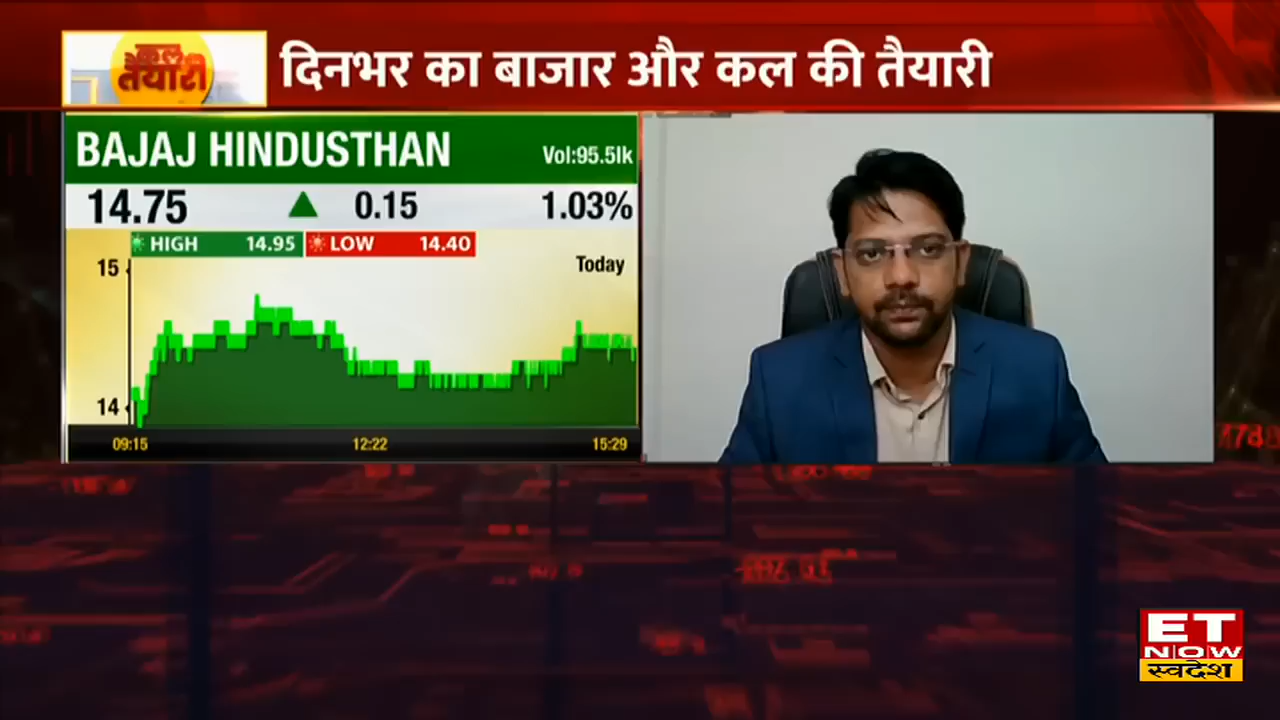 कल
तैयारी
दिनभर का बाजार और कल की तैयारी
BAJAJ HINDUSTHAN
Vol:95.5lk
14.75 ▲ 0.15 1.03%
HIGH 14.95 LOW 14.40
15
Today
14
09:15 12:22 15:29
ET
NOW
स्वदेश